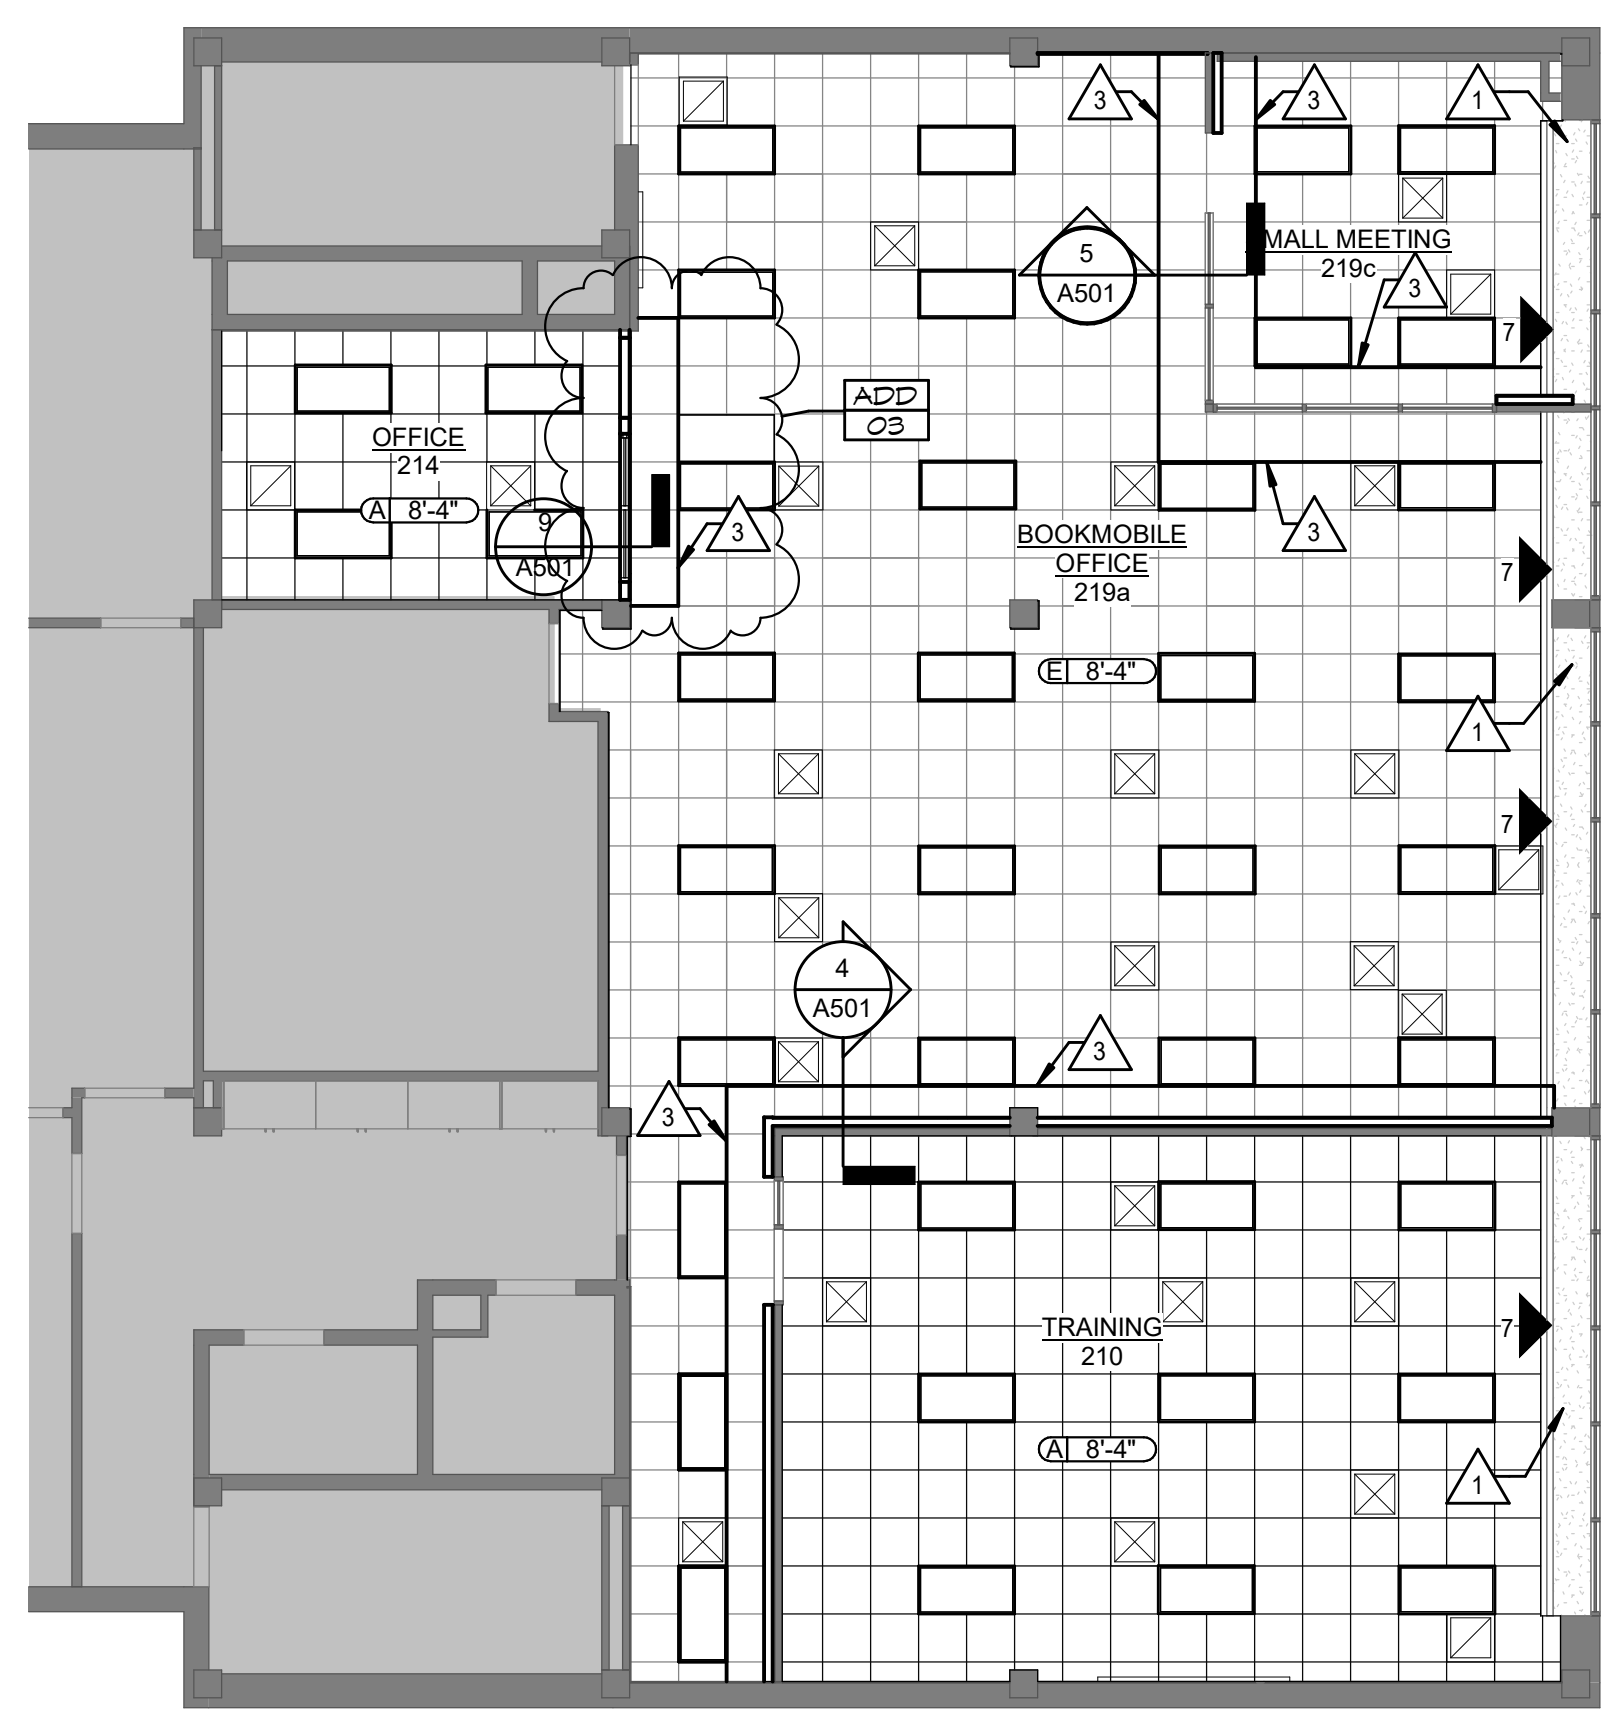 3
3
1
5
A501
MALL MEETING
219c
3
7
ADD
03
OFFICE
214
A 8'-4"
9
A501
3
BOOKMOBILE
OFFICE
219a
3
7
E 8'-4"
1
7
4
A501
3
3
TRAINING
210
7
A 8'-4"
1